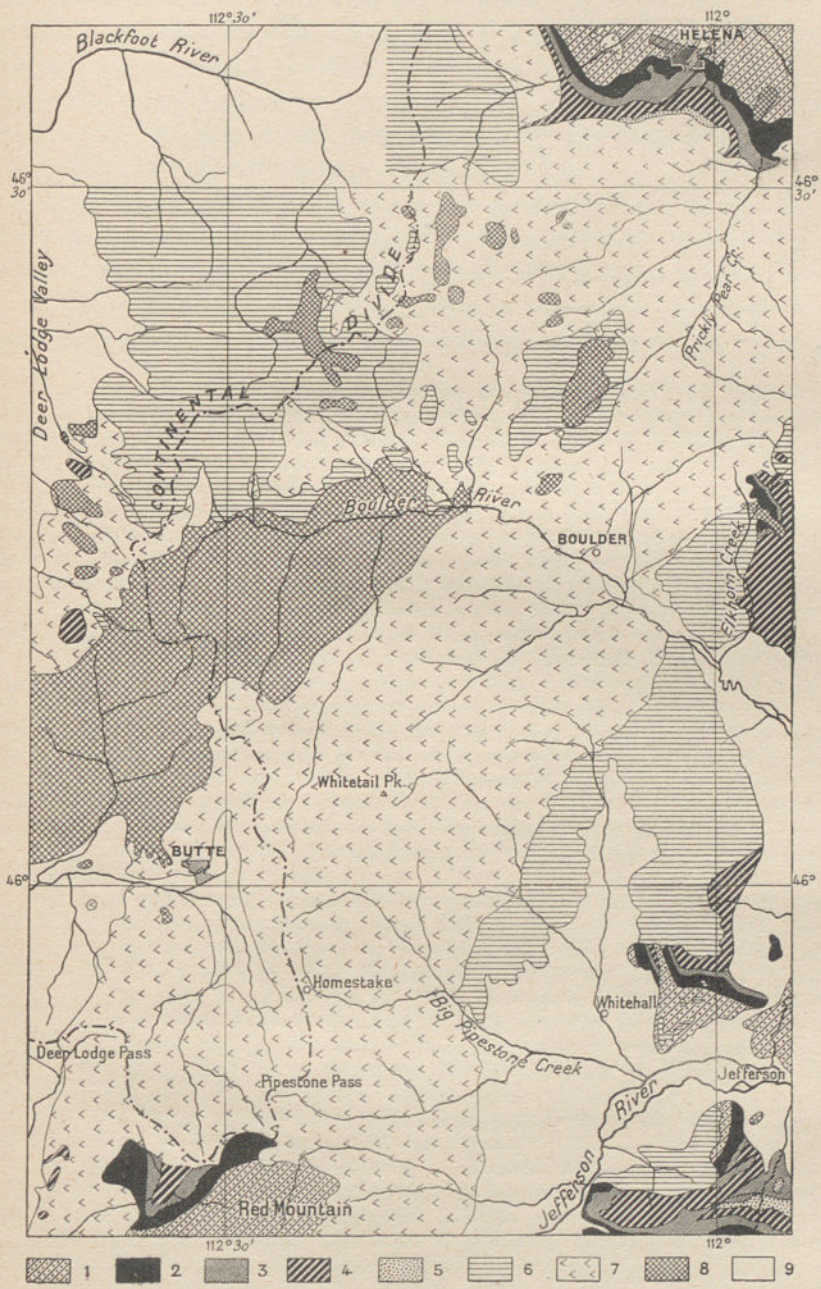 112°30' 112°
Blackfoot River
HELENA
46° 30' 46° 30'
Deer Lodge Valley
CONTINENTAL DIVIDE
Prickly Pear Cr.
Boulder River
BOULDER
Elkhorn Creek
Whitetail Pk.
BUTTE
46° 46°
Homestake
Big Pipestone Creek
Whitehall
Deer Lodge Pass
Pipestone Pass
Jefferson
Jefferson River
Red Mountain
112°30' 112°
1 2 3 4 5 6 7 8 9